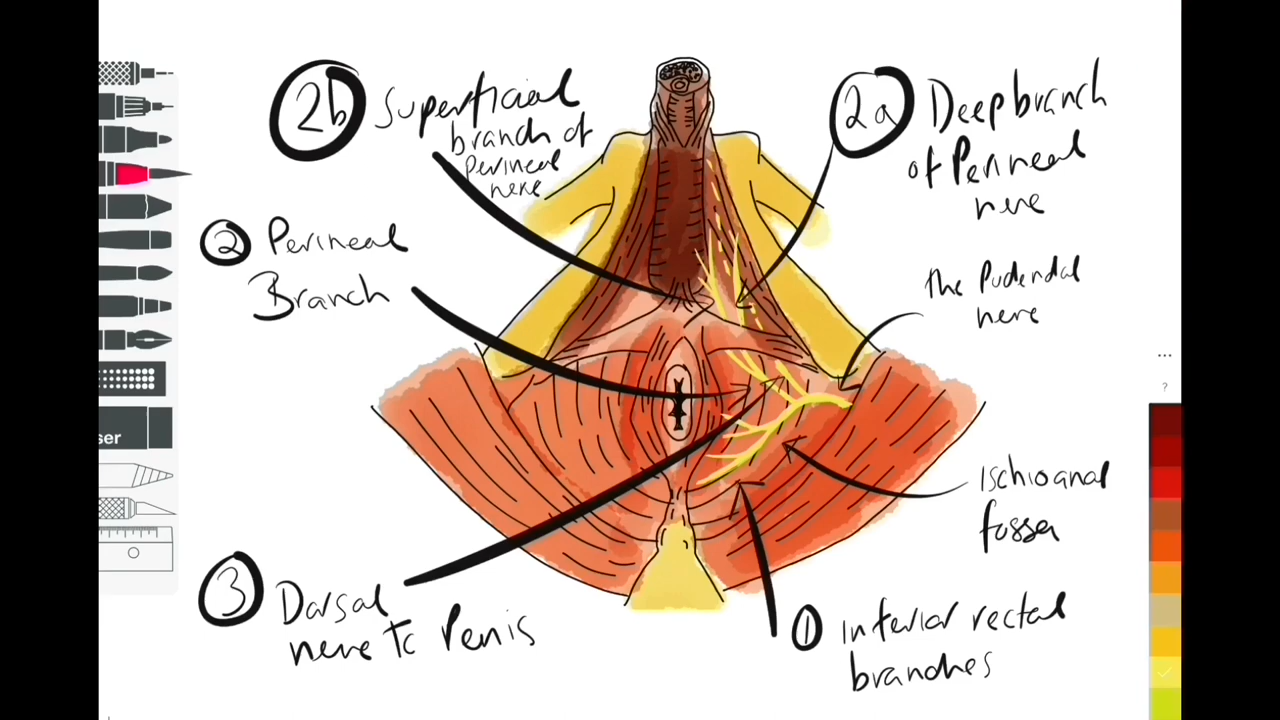 2b Superficial
branch of
Perineal
nerve
2a Deep branch
of Perineal
nerve
2 Perineal
Branch
the Pudendal
nerve
Ischioanal
fossa
3 Dorsal
nerve to Penis
1 inferior rectal
branches
ser
?